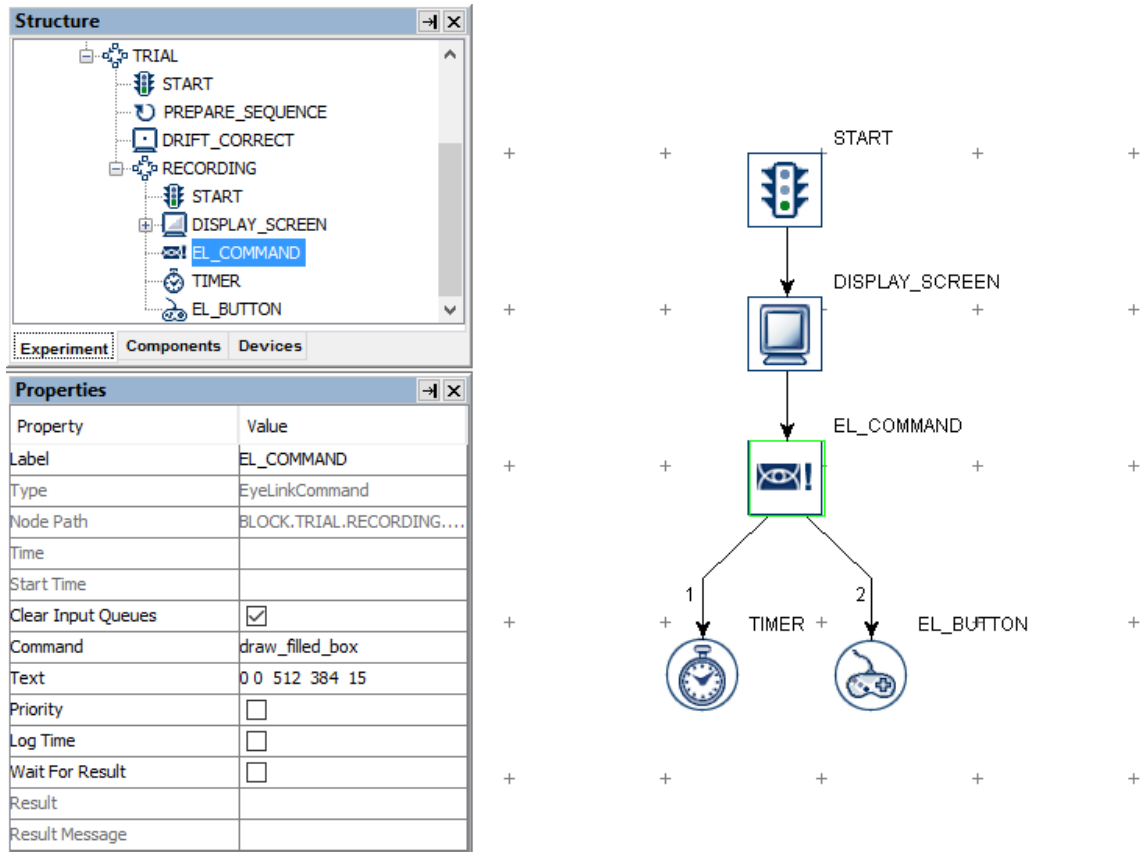 Structure
TRIAL
START
PREPARE_SEQUENCE
DRIFT_CORRECT
RECORDING
START
DISPLAY_SCREEN
EL_COMMAND
TIMER
EL_BUTTON
Experiment Components Devices
Properties
Property Value
Label EL_COMMAND
Type EyeLinkCommand
Node Path BLOCK.TRIAL.RECORDING....
Time
Start Time
Clear Input Queues
Command draw_filled_box
Text 0 0 512 384 15
Priority
Log Time
Wait For Result
Result
Result Message
START
DISPLAY_SCREEN
EL_COMMAND
1 2
TIMER EL_BUTTON